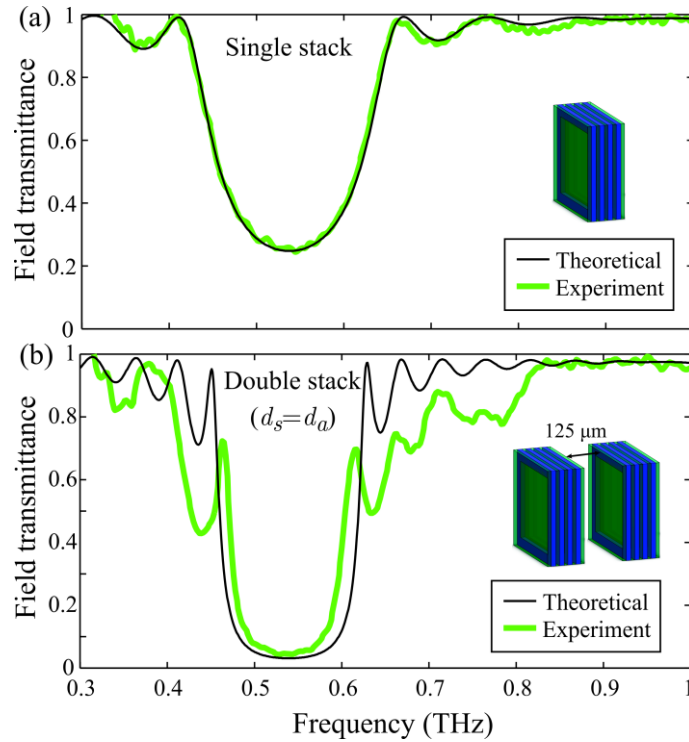 (a)
Single stack
Field transmittance
1
0.8
0.6
0.4
0.2
0
Theoretical
Experiment
(b)
Double stack
(dₛ=dₐ)
125 μm
Field transmittance
1
0.8
0.6
0.4
0.2
0
Theoretical
Experiment
0.3
0.4
0.5
0.6
0.7
0.8
0.9
1
Frequency (THz)